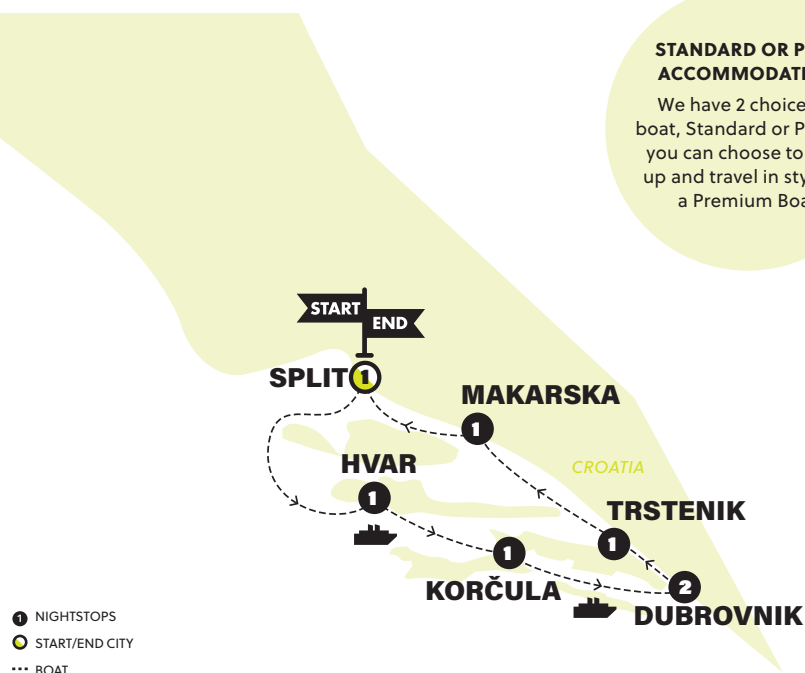 STANDARD OR
ACCOMMODATI
We have 2 choice
boat, Standard or P
you can choose to
up and travel in sty
a Premium Boa
START
END
SPLIT 1
MAKARSKA
1
HVAR
1
CROATIA
TRSTENIK
1
1
KORČULA
2
DUBROVNIK
1 NIGHTSTOPS
START/END CITY
BOAT